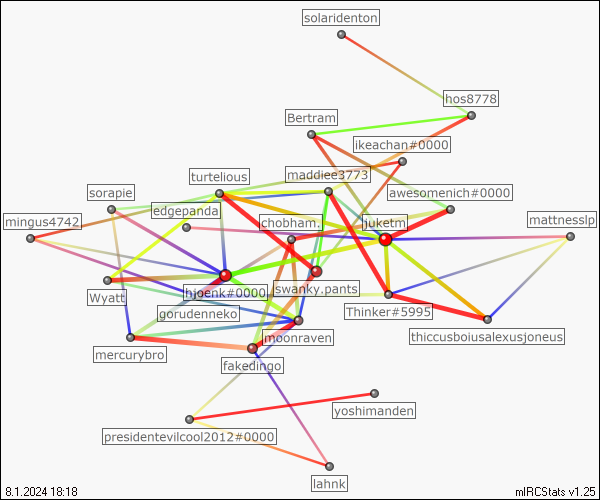 solaridenton
hos8778
Bertram
ikeachan#0000
maddiee3773
turtelious
awesomenich#0000
sorapie
edgepanda
mingus4742
chobham.
juketm
mattnesslp
hjoenk#0000
swanky.pants
Wyatt
gorudenneko
Thinker#5995
moonraven
thiccusboiusalexusjoneus
mercurybro
fakedingo
yoshimanden
presidentevilcool2012#0000
lahnk
8.1.2024 18:18
mIRCStats v1.25